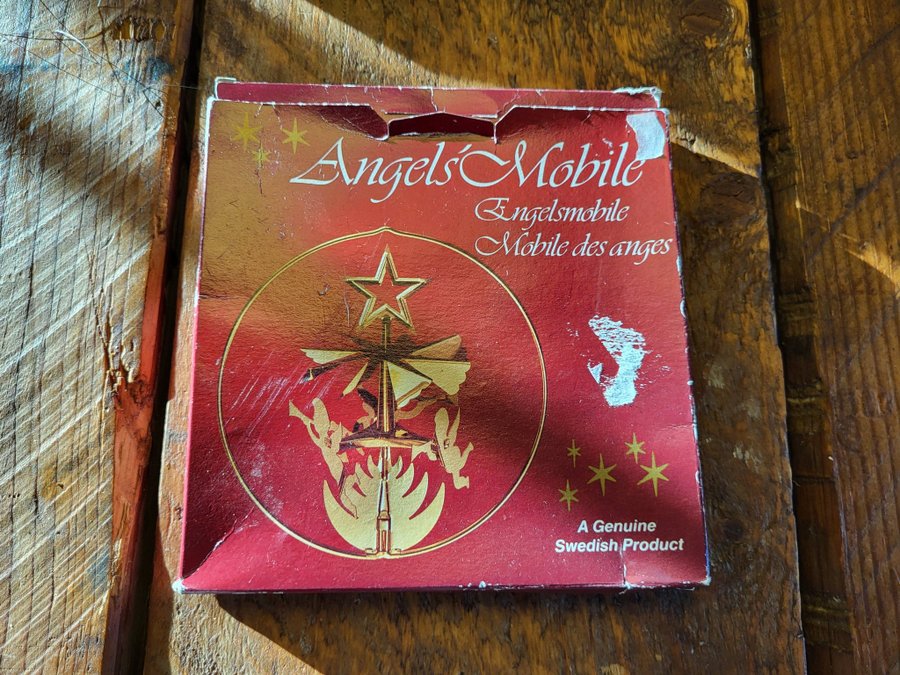 Angels' Mobile
Engelsmobile
Mobile des anges
A Genuine
Swedish Product